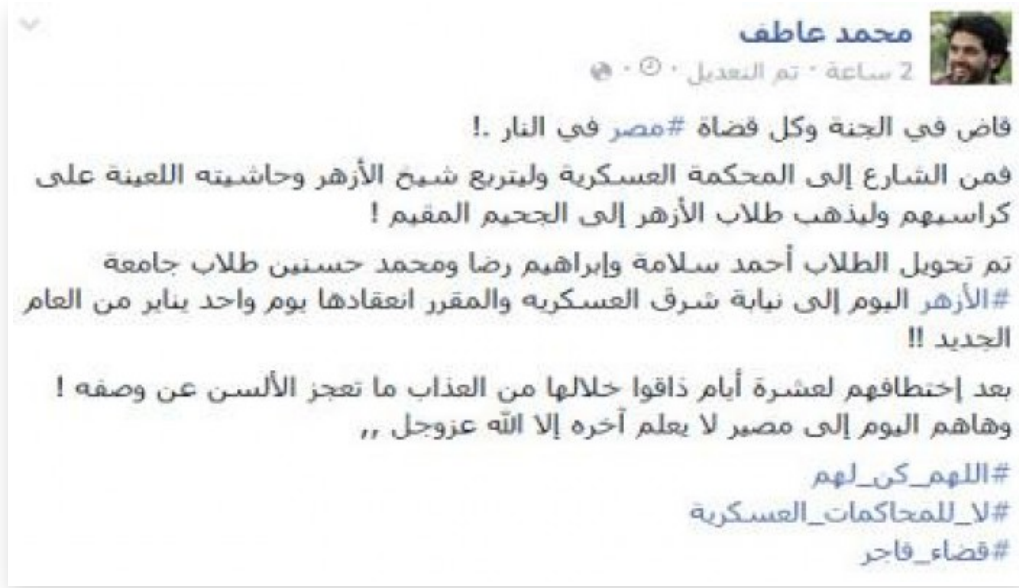 محمد عاطف
2 ساعة · تم التعديل ·
قاض في الجنة وكل قضاة #مصر في النار .!
فمن الشارع إلى المحكمة العسكرية وليتربع شيخ الأزهر وحاشيته اللعينة على
كراسيهم وليذهب طلاب الأزهر إلى الجحيم المقيم !
تم تحويل الطلاب أحمد سلامة وإبراهيم رضا ومحمد حسنين طلاب جامعة
#الأزهر اليوم إلى نيابة شرق العسكريه والمقرر انعقادها يوم واحد يناير من العام
الجديد !!
بعد إختطافهم لعشرة أيام ذاقوا خلالها من العذاب ما تعجز الألسن عن وصفه !
وهاهم اليوم إلى مصير لا يعلم آخره إلا الله عزوجل ,,
#اللهم_كن_لهم
#لا_للمحاكمات_العسكرية
#قضاء_فاجر